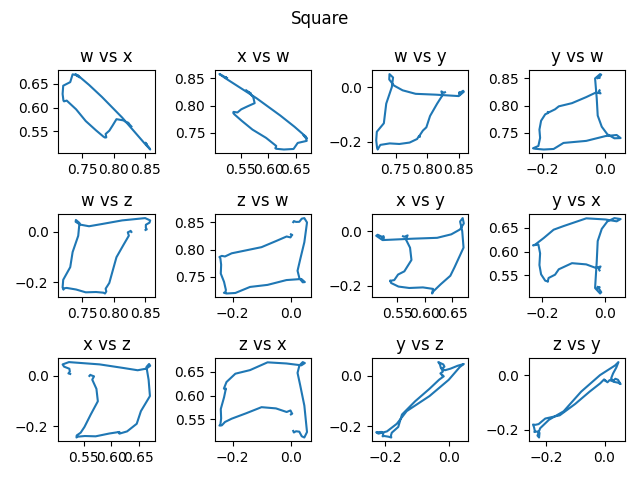 Square
w vs x x vs w w vs y y vs w
0.65 0.60 0.55 0.85 0.80 0.75 0.0 −0.2 0.85 0.80 0.75
0.75 0.80 0.85 0.55 0.60 0.65 0.75 0.80 0.85 −0.2 0.0
w vs z z vs w x vs y y vs x
0.0 −0.2 0.85 0.80 0.75 0.0 −0.2 0.65 0.60 0.55
0.75 0.80 0.85 −0.2 0.0 0.55 0.60 0.65 −0.2 0.0
x vs z z vs x y vs z z vs y
0.0 −0.2 0.65 0.60 0.55 0.0 −0.2 0.0 −0.2
0.55 0.60 0.65 −0.2 0.0 −0.2 0.0 −0.2 0.0